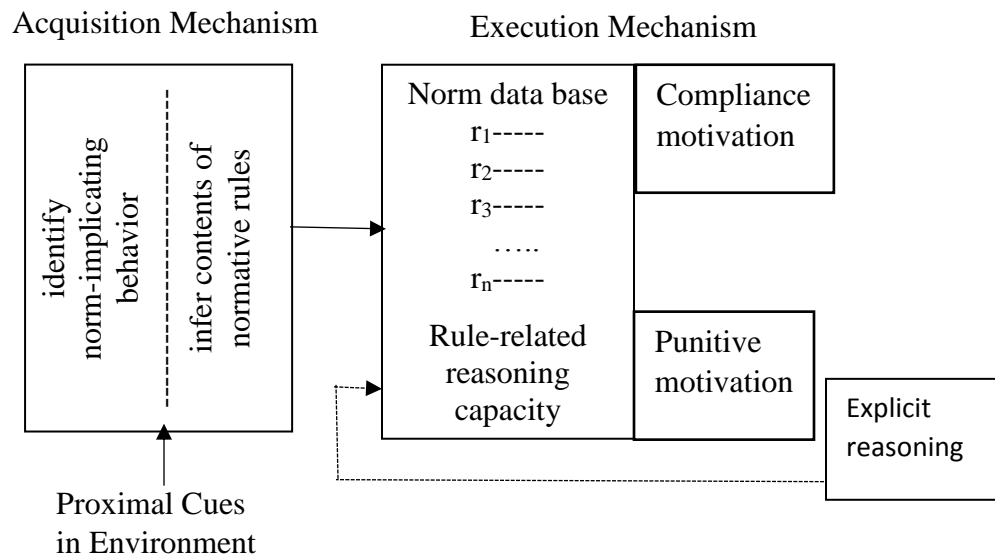 Acquisition Mechanism
Execution Mechanism
identify
norm-implicating
behavior
infer contents of
normative rules
Norm data base
r₁-----
r₂-----
r₃-----
…..
rₙ-----
Rule-related
reasoning
capacity
Compliance
motivation
Punitive
motivation
Explicit
reasoning
Proximal Cues
in Environment